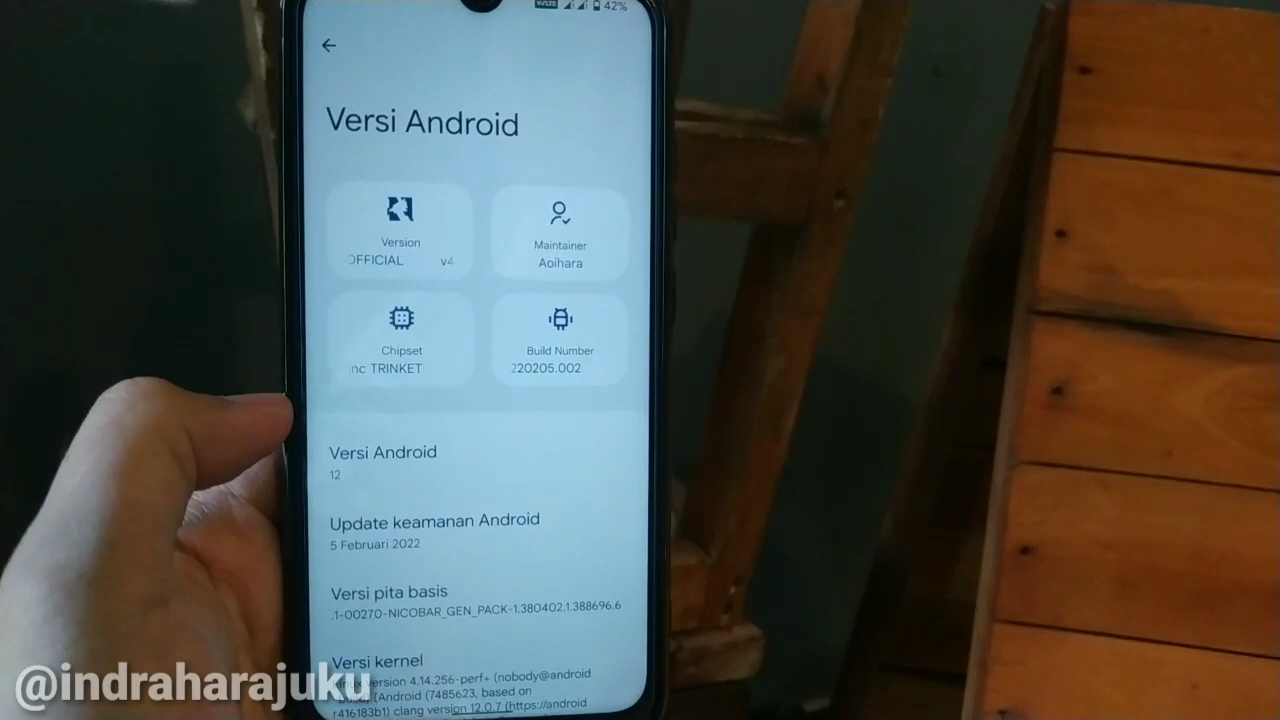 VoLTE 42%
Versi Android
Version
OFFICIAL v4
Maintainer
Aoihara
Chipset
nc TRINKET
Build Number
220205.002
Versi Android
12
Update keamanan Android
5 Februari 2022
Versi pita basis
.1-00270-NICOBAR_GEN_PACK-1.380402.1.388696.6
Versi kernel
version 4.14.256-perf+ (nobody@android
(Android (7485623, based on
r416183b1) clang version 12.0.7 (https://android
@indraharajuku